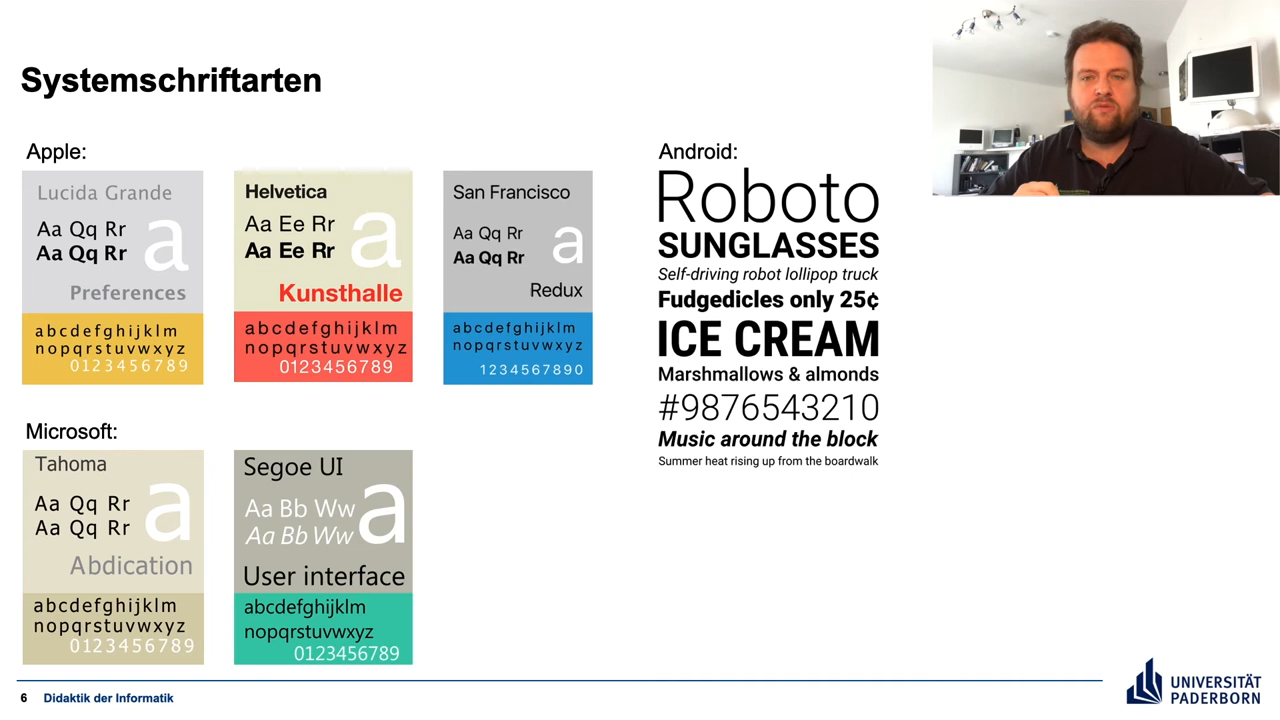 Systemschriftarten
Apple:
Lucida Grande
Aa Qq Rr
Aa Qq Rr
a
Preferences
abcdefghijklm
nopqrstuvwxyz
0123456789
Helvetica
Aa Ee Rr
Aa Ee Rr
a
Kunsthalle
abcdefghijklm
nopqrstuvwxyz
0123456789
San Francisco
Aa Qq Rr
Aa Qq Rr
a
Redux
abcdefghijklm
nopqrstuvwxyz
1234567890
Microsoft:
Tahoma
Aa Qq Rr
Aa Qq Rr
a
Abdication
abcdefghijklm
nopqrstuvwxyz
0123456789
Segoe UI
Aa Bb Ww
Aa Bb Ww
a
User interface
abcdefghijklm
nopqrstuvwxyz
0123456789
Android:
Roboto
SUNGLASSES
Self-driving robot lollipop truck
Fudgedicles only 25¢
ICE CREAM
Marshmallows & almonds
#9876543210
Music around the block
Summer heat rising up from the boardwalk
6 Didaktik der Informatik
UNIVERSITÄT
PADERBORN